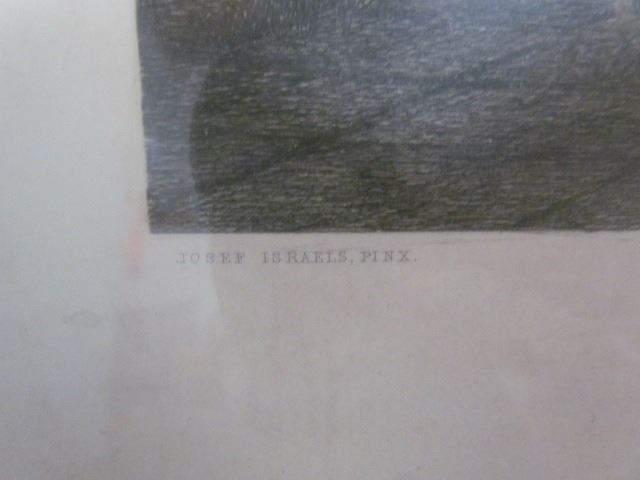 JOSEF ISRAELS, PINX.